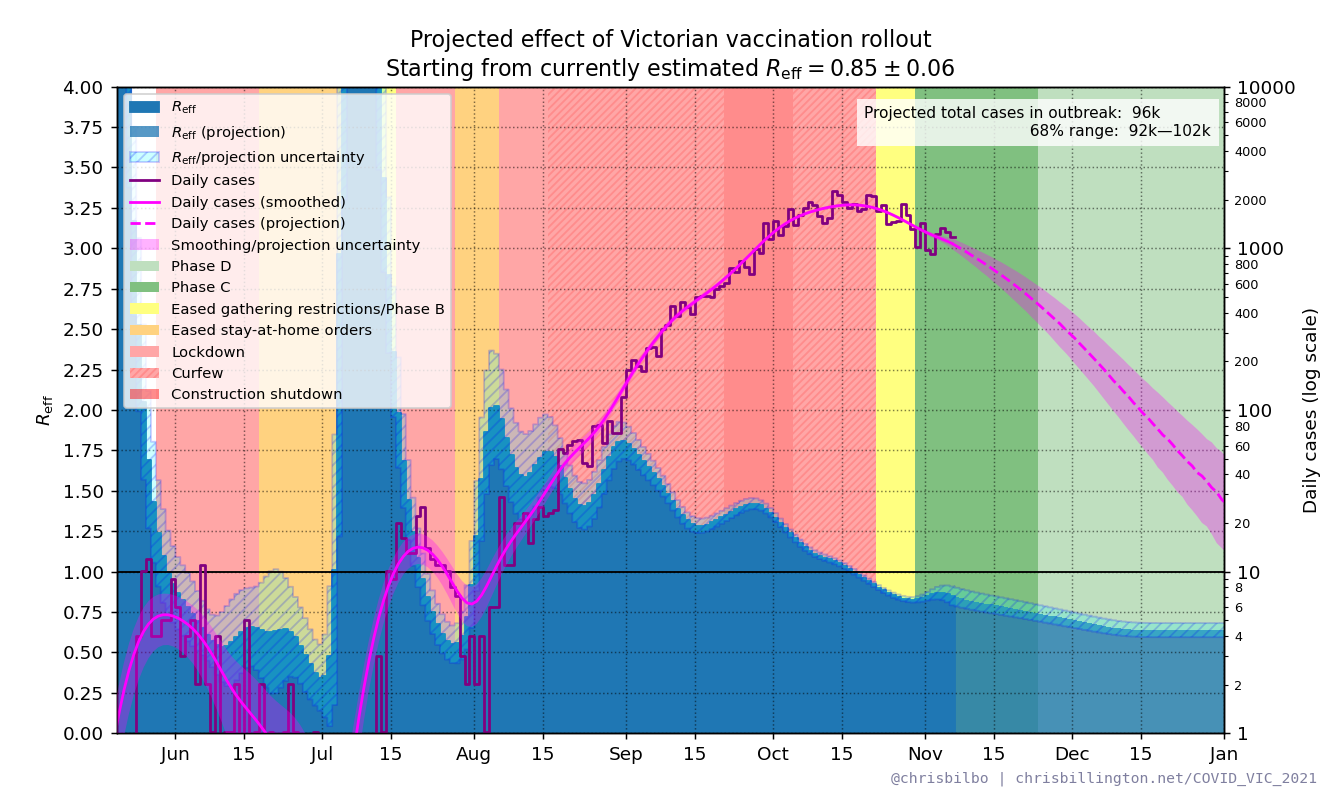 Projected effect of Victorian vaccination rollout
Starting from currently estimated Reff = 0.85 ± 0.06
Projected total cases in outbreak: 96k
68% range: 92k—102k
Reff
Reff (projection)
Reff/projection uncertainty
Daily cases
Daily cases (smoothed)
Daily cases (projection)
Smoothing/projection uncertainty
Phase D
Phase C
Eased gathering restrictions/Phase B
Eased stay-at-home orders
Lockdown
Curfew
Construction shutdown
Reff
4.00
3.75
3.50
3.25
3.00
2.75
2.50
2.25
2.00
1.75
1.50
1.25
1.00
0.75
0.50
0.25
0.00
10000
8000
6000
4000
2000
1000
800
600
400
200
100
80
60
40
20
10
8
6
4
2
1
Daily cases (log scale)
Jun 15 Jul 15 Aug 15 Sep 15 Oct 15 Nov 15 Dec 15 Jan
@chrisbilbo | chrisbillington.net/COVID_VIC_2021